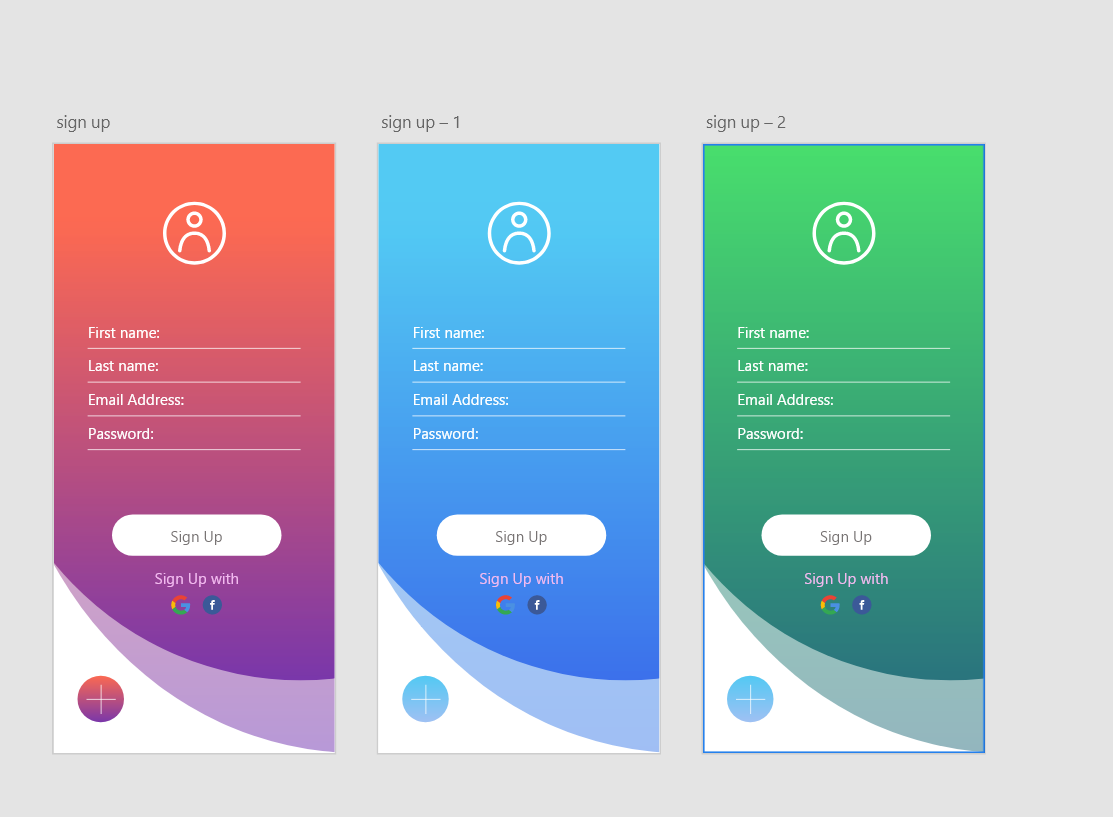 sign up
First name:
Last name:
Email Address:
Password:
Sign Up
Sign Up with
G f
sign up – 1
First name:
Last name:
Email Address:
Password:
Sign Up
Sign Up with
G f
sign up – 2
First name:
Last name:
Email Address:
Password:
Sign Up
Sign Up with
G f